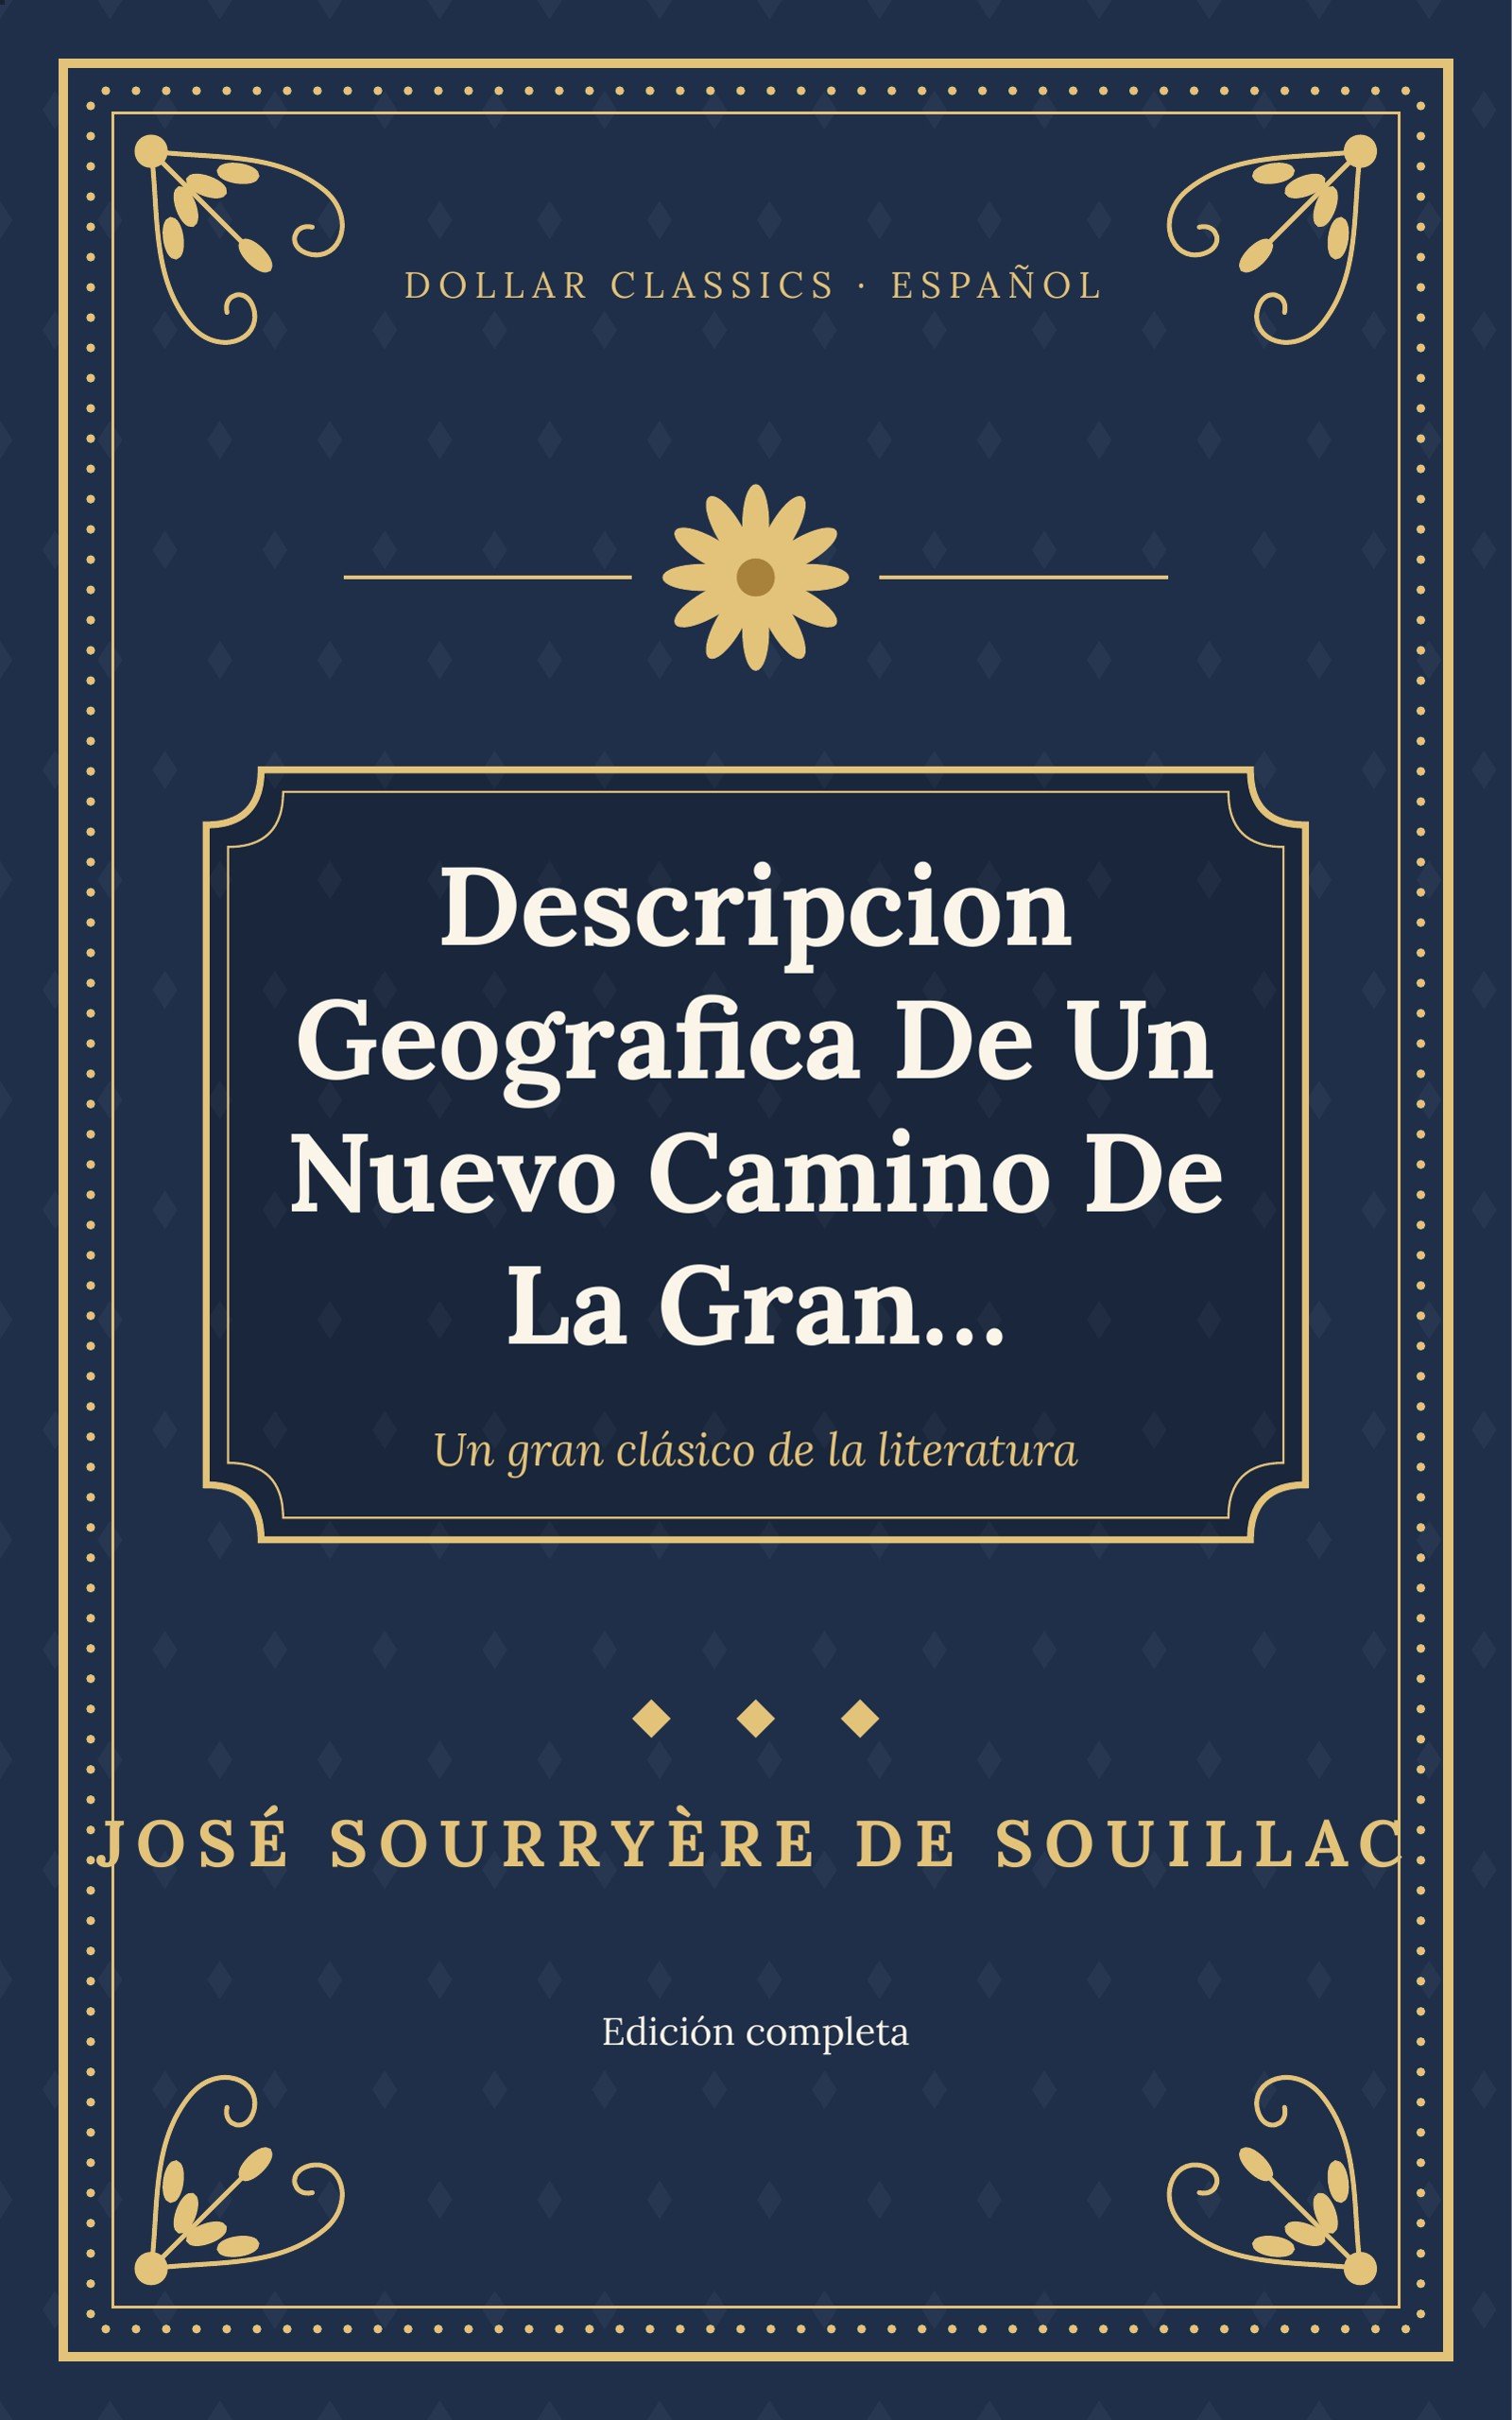 DOLLAR CLASSICS · ESPAÑOL
Descripcion
Geografica De Un
Nuevo Camino De
La Gran...
Un gran clásico de la literatura
JOSÉ SOURRYÈRE DE SOUILLAC
Edición completa